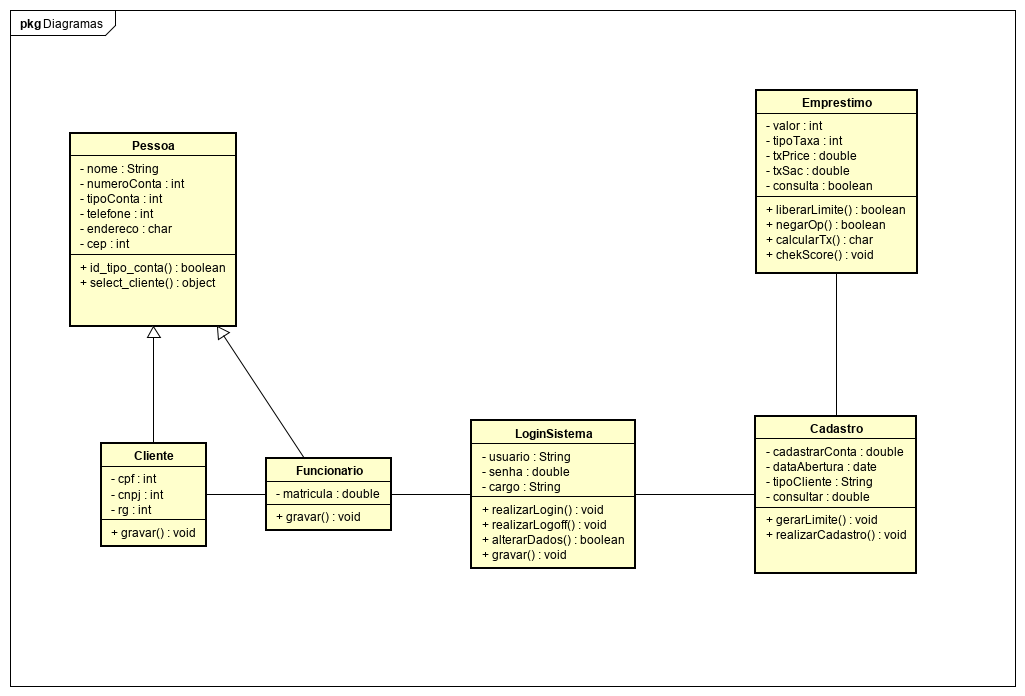 pkg Diagramas
Pessoa
- nome : String
- numeroConta : int
- tipoConta : int
- telefone : int
- endereco : char
- cep : int
+ id_tipo_conta() : boolean
+ select_cliente() : object
Emprestimo
- valor : int
- tipoTaxa : int
- txPrice : double
- txSac : double
- consulta : boolean
+ liberarLimite() : boolean
+ negarOp() : boolean
+ calcularTx() : char
+ chekScore() : void
Cliente
- cpf : int
- cnpj : int
- rg : int
+ gravar() : void
Funcionario
- matricula : double
+ gravar() : void
LoginSistema
- usuario : String
- senha : double
- cargo : String
+ realizarLogin() : void
+ realizarLogoff() : void
+ alterarDados() : boolean
+ gravar() : void
Cadastro
- cadastrarConta : double
- dataAbertura : date
- tipoCliente : String
- consultar : double
+ gerarLimite() : void
+ realizarCadastro() : void